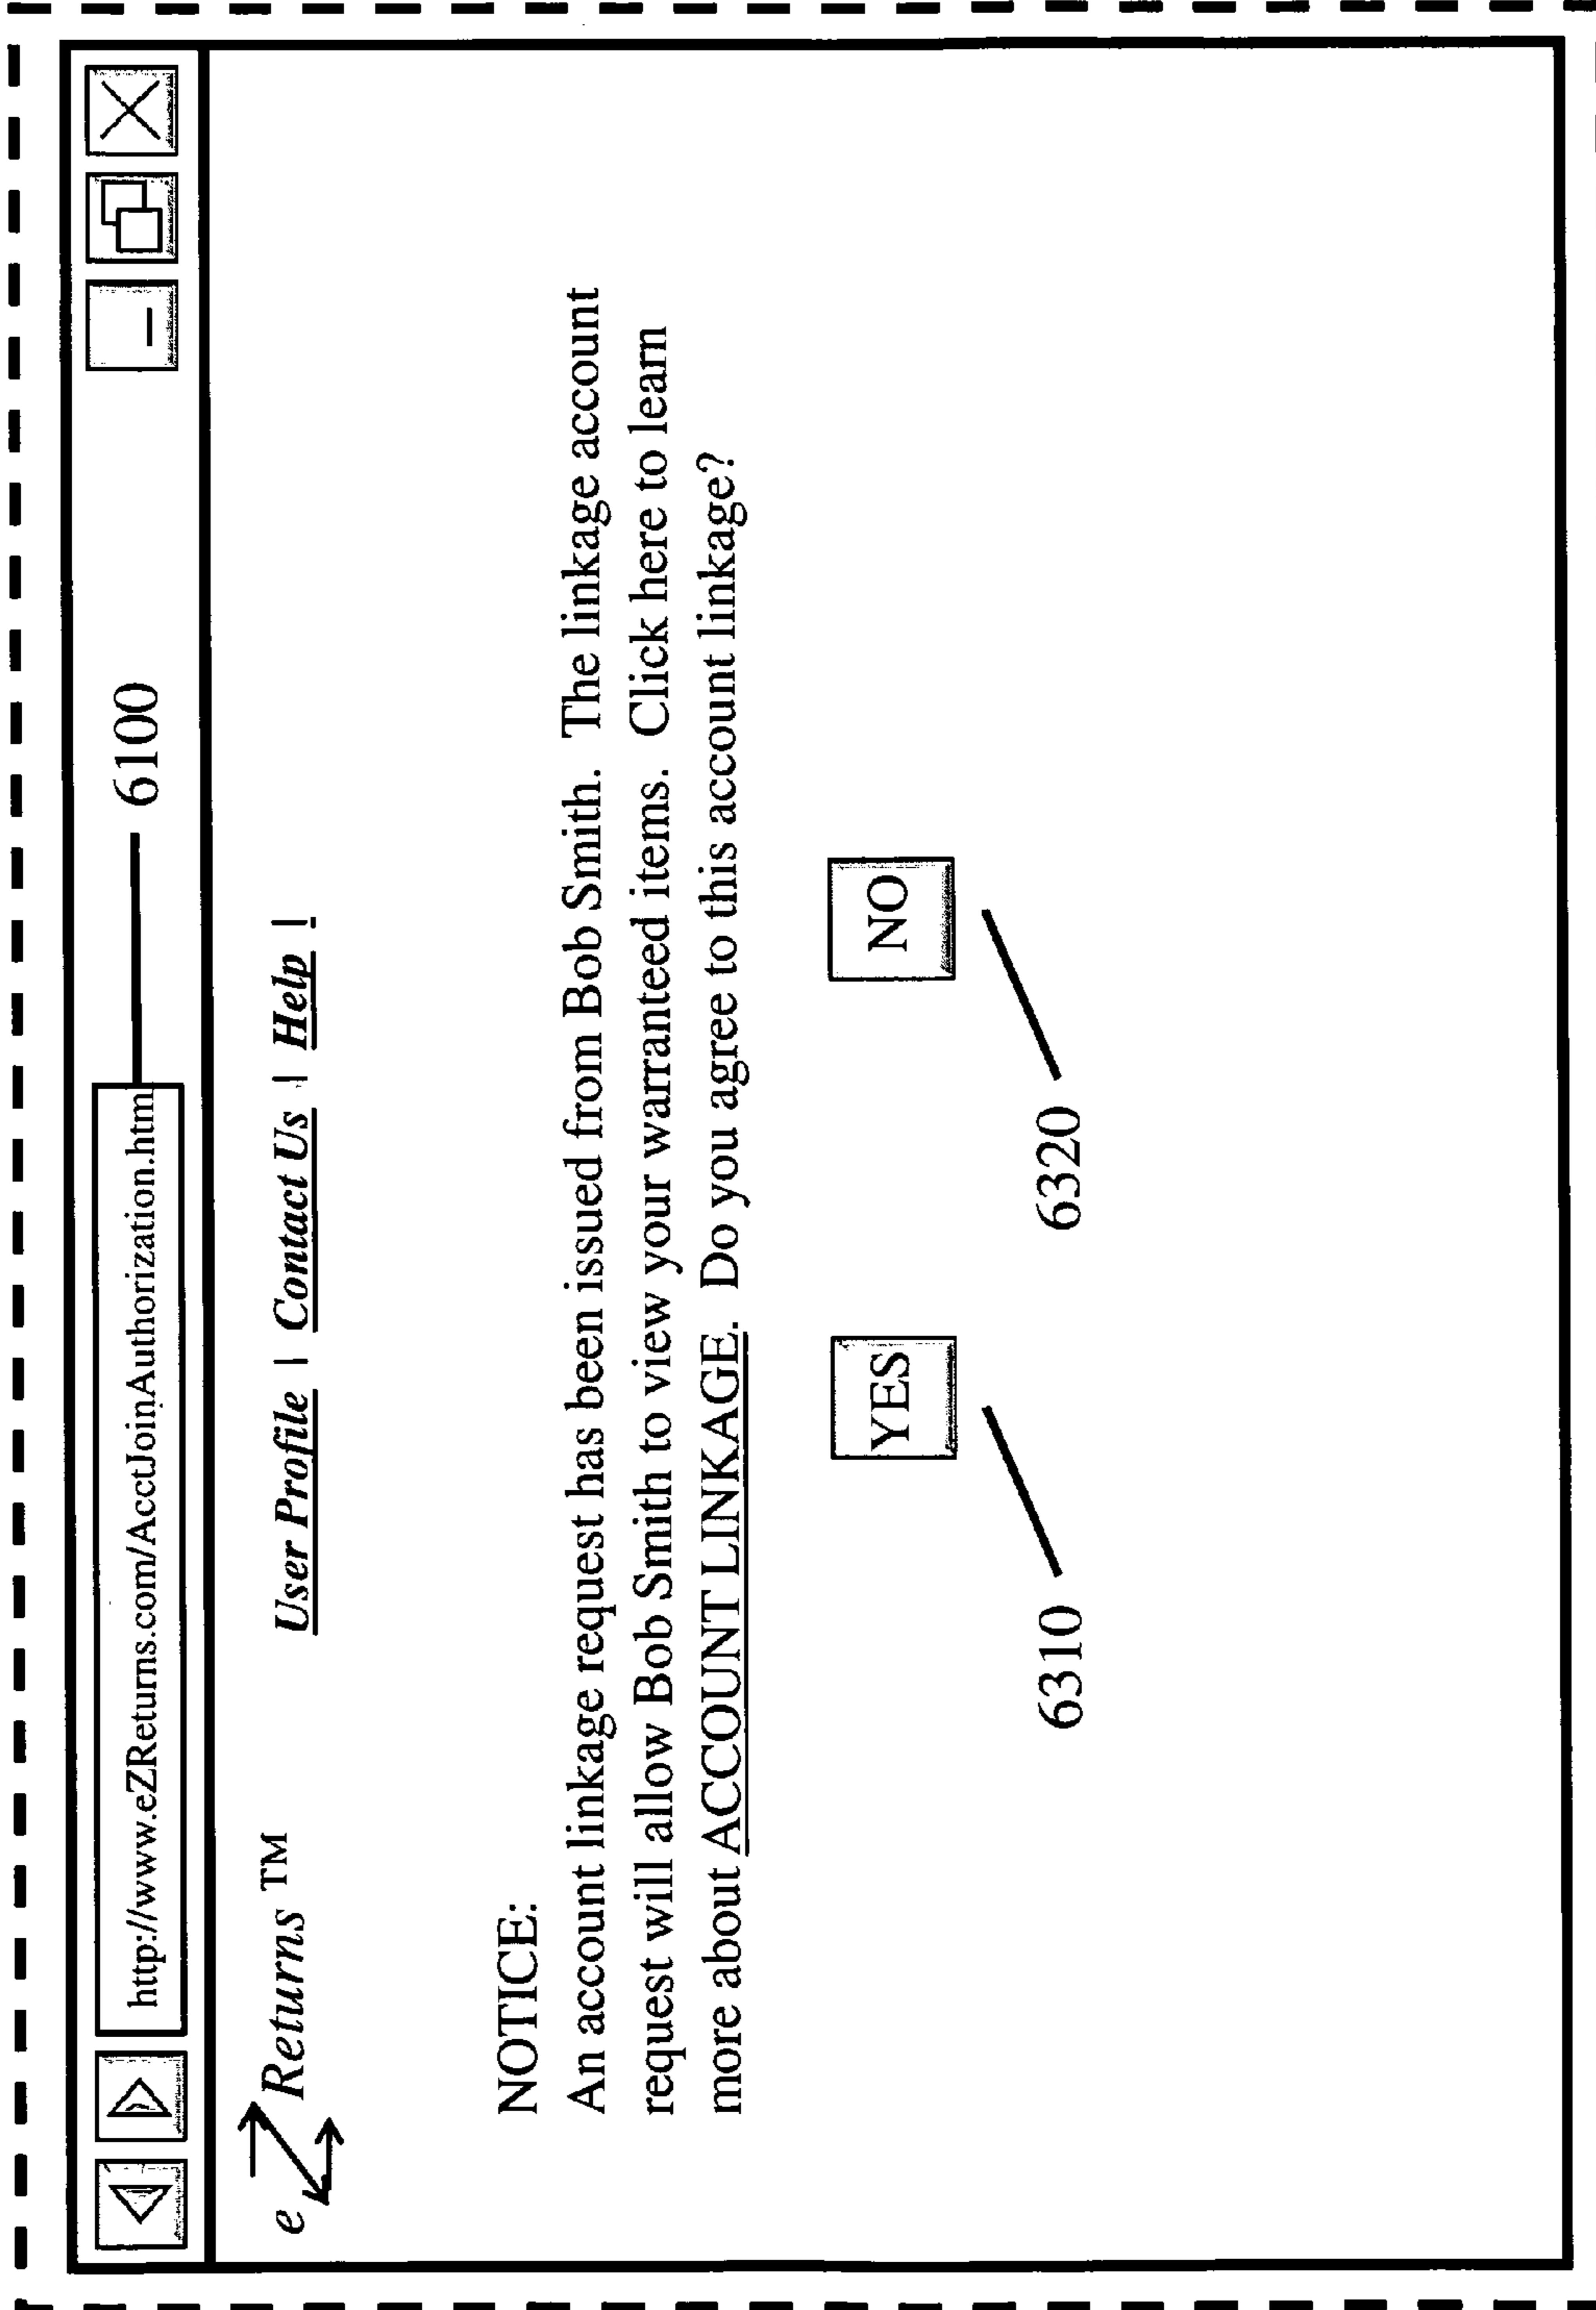 http://www.eZReturns.com/AcctJoinAuthorization.htm
6100
eZReturns™
User Profile | Contact Us | Help |
NOTICE:
An account linkage request has been issued from Bob Smith. The linkage account
request will allow Bob Smith to view your warranteed items. Click here to learn
more about ACCOUNT LINKAGE. Do you agree to this account linkage?
YES
NO
6310
6320